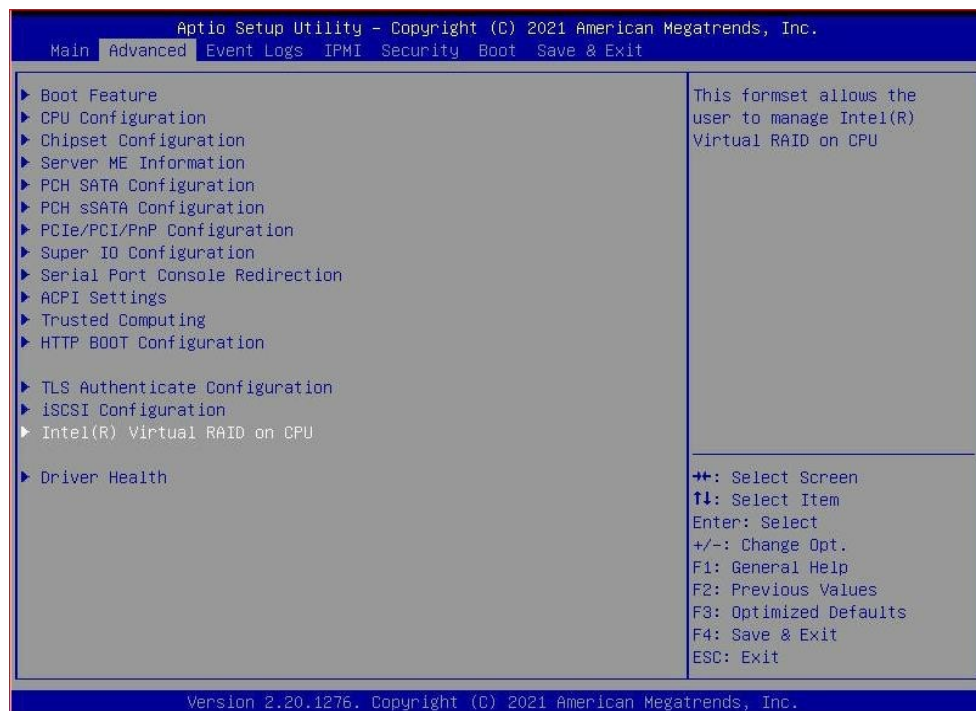 Aptio Setup Utility – Copyright (C) 2021 American Megatrends, Inc.
Main Advanced Event Logs IPMI Security Boot Save & Exit
▶ Boot Feature
▶ CPU Configuration
▶ Chipset Configuration
▶ Server ME Information
▶ PCH SATA Configuration
▶ PCH sSATA Configuration
▶ PCIe/PCI/PnP Configuration
▶ Super IO Configuration
▶ Serial Port Console Redirection
▶ ACPI Settings
▶ Trusted Computing
▶ HTTP BOOT Configuration
▶ TLS Authenticate Configuration
▶ iSCSI Configuration
▶ Intel(R) Virtual RAID on CPU
▶ Driver Health
This formset allows the
user to manage Intel(R)
Virtual RAID on CPU
→←: Select Screen
↑↓: Select Item
Enter: Select
+/-: Change Opt.
F1: General Help
F2: Previous Values
F3: Optimized Defaults
F4: Save & Exit
ESC: Exit
Version 2.20.1276. Copyright (C) 2021 American Megatrends, Inc.